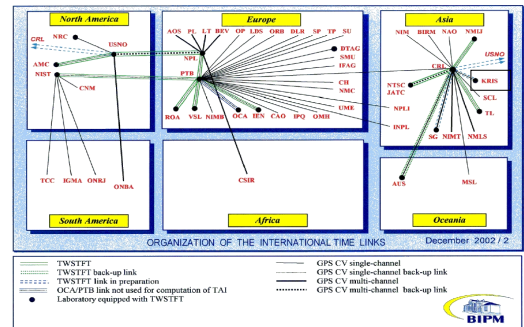 North America
Europe
Asia
CRL
NRC
USNO
AMC
NIST
CNM
AOS PL LT BEV OP LDS ORB DLR SP TP SU
NPL
PTB
DTAG
SMU
IFAG
CH
NMC
UME
ROA VSL NIMB OCA IEN CAO IPQ OMH
NPLI
INPL
NIM BIRM NAO NMIJ
USNO
CRL
KRIS
NTSC
JATC
SCL
TL
SG NIMT NMLS
TCC IGMA ONRJ
ONBA
CSIR
AUS
MSL
South America
Africa
Oceania
ORGANIZATION OF THE INTERNATIONAL TIME LINKS
December 2002 / 2
TWSTFT
TWSTFT back-up link
TWSTFT link in preparation
OCA/PTB link not used for computation of TAI
Laboratory equipped with TWSTFT
GPS CV single-channel
GPS CV single-channel back-up link
GPS CV multi-channel
GPS CV multi-channel back-up link
BIPM